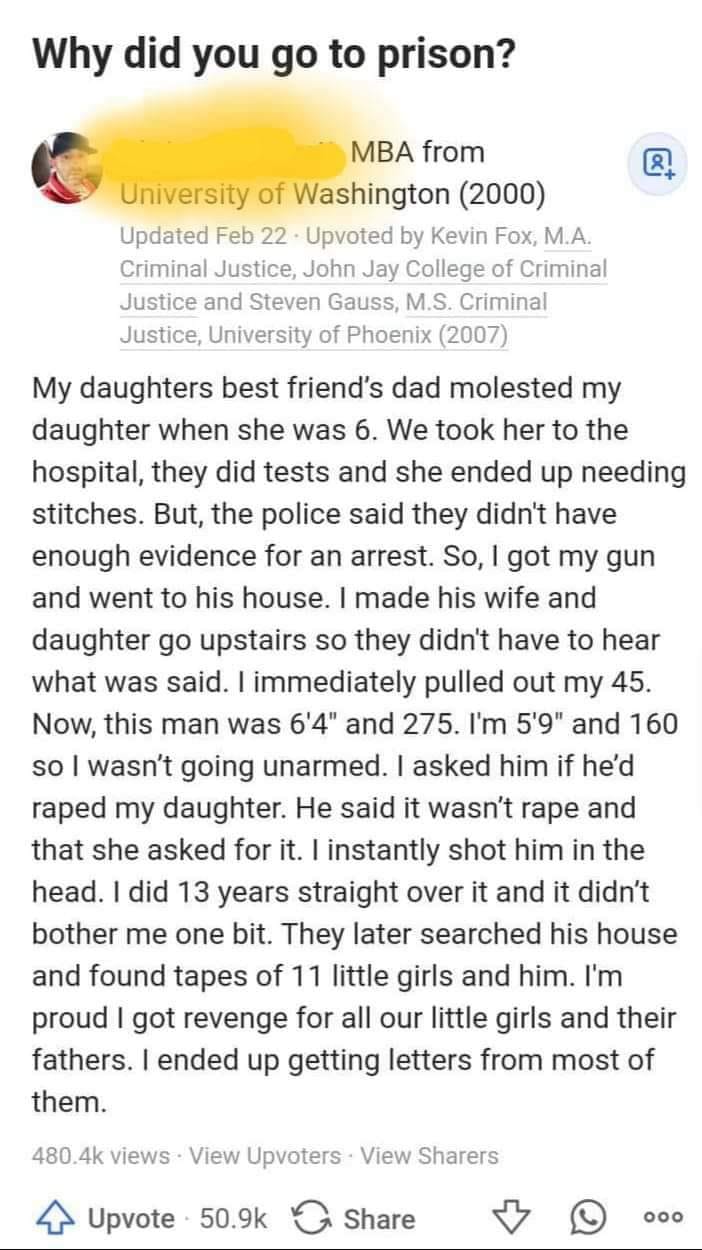 Why did you go to prison?
MBA from
University of Washington (2000)
Updated Feb 22 · Upvoted by Kevin Fox, M.A.
Criminal Justice, John Jay College of Criminal
Justice and Steven Gauss, M.S. Criminal
Justice, University of Phoenix (2007)
My daughters best friend’s dad molested my
daughter when she was 6. We took her to the
hospital, they did tests and she ended up needing
stitches. But, the police said they didn't have
enough evidence for an arrest. So, I got my gun
and went to his house. I made his wife and
daughter go upstairs so they didn't have to hear
what was said. I immediately pulled out my 45.
Now, this man was 6'4" and 275. I'm 5'9" and 160
so I wasn’t going unarmed. I asked him if he’d
raped my daughter. He said it wasn’t rape and
that she asked for it. I instantly shot him in the
head. I did 13 years straight over it and it didn’t
bother me one bit. They later searched his house
and found tapes of 11 little girls and him. I'm
proud I got revenge for all our little girls and their
fathers. I ended up getting letters from most of
them.
480.4k views · View Upvoters · View Sharers
Upvote · 50.9k Share